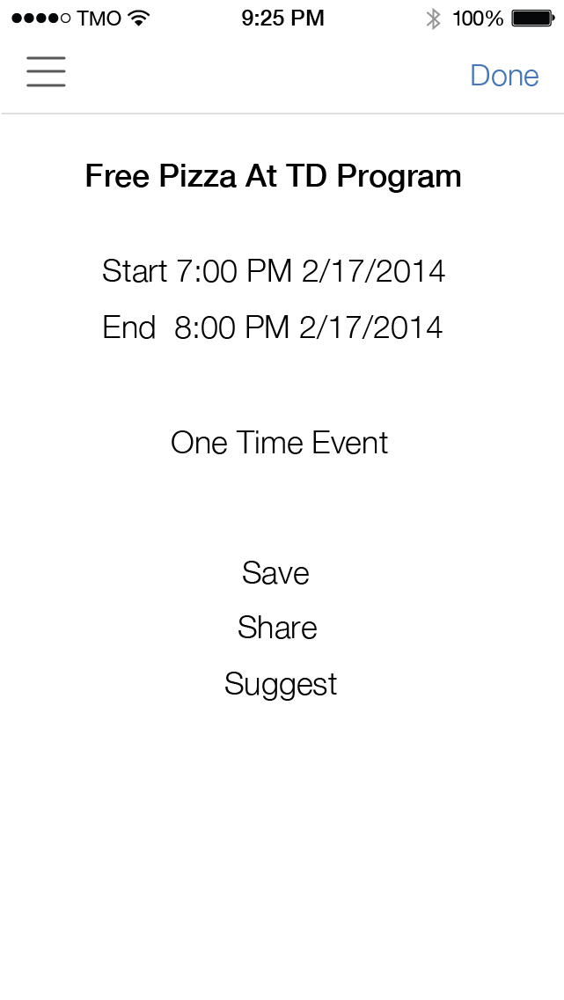 TMO 9:25 PM 100%
Done
Free Pizza At TD Program
Start 7:00 PM 2/17/2014
End 8:00 PM 2/17/2014
One Time Event
Save
Share
Suggest